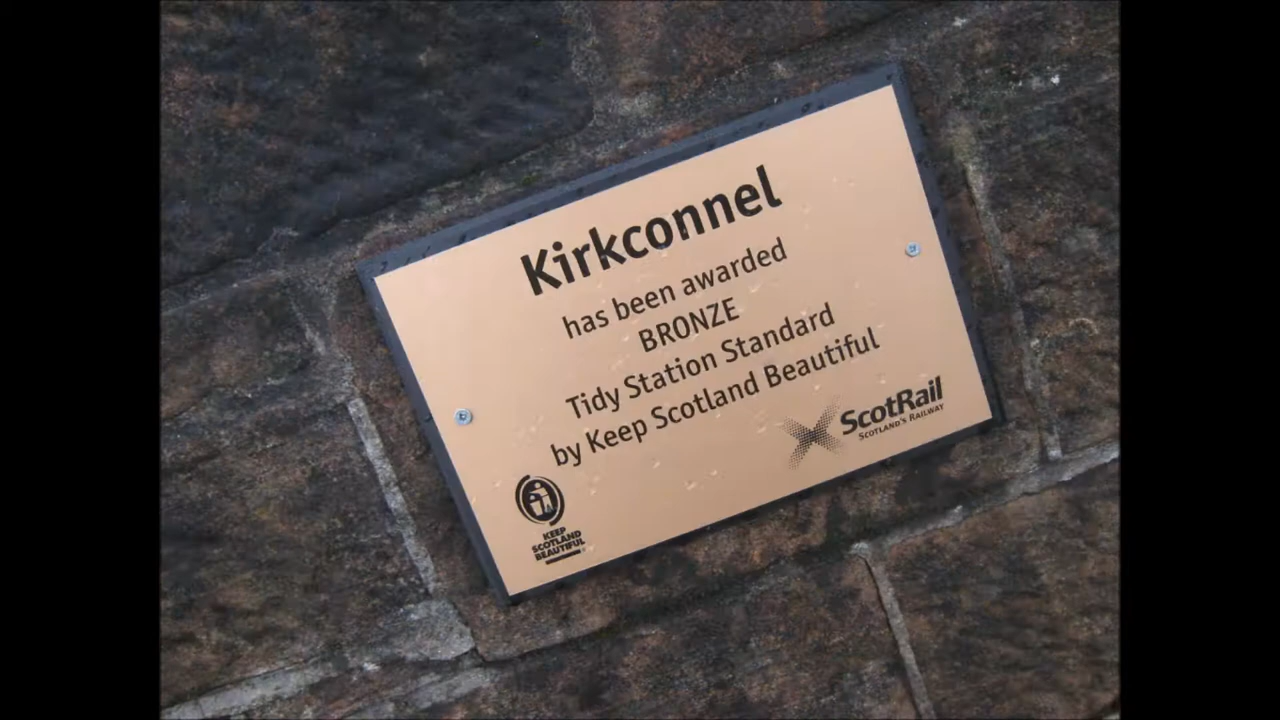 Kirkconnel
has been awarded
BRONZE
Tidy Station Standard
by Keep Scotland Beautiful
ScotRail
SCOTLAND'S RAILWAY
KEEP
SCOTLAND
BEAUTIFUL